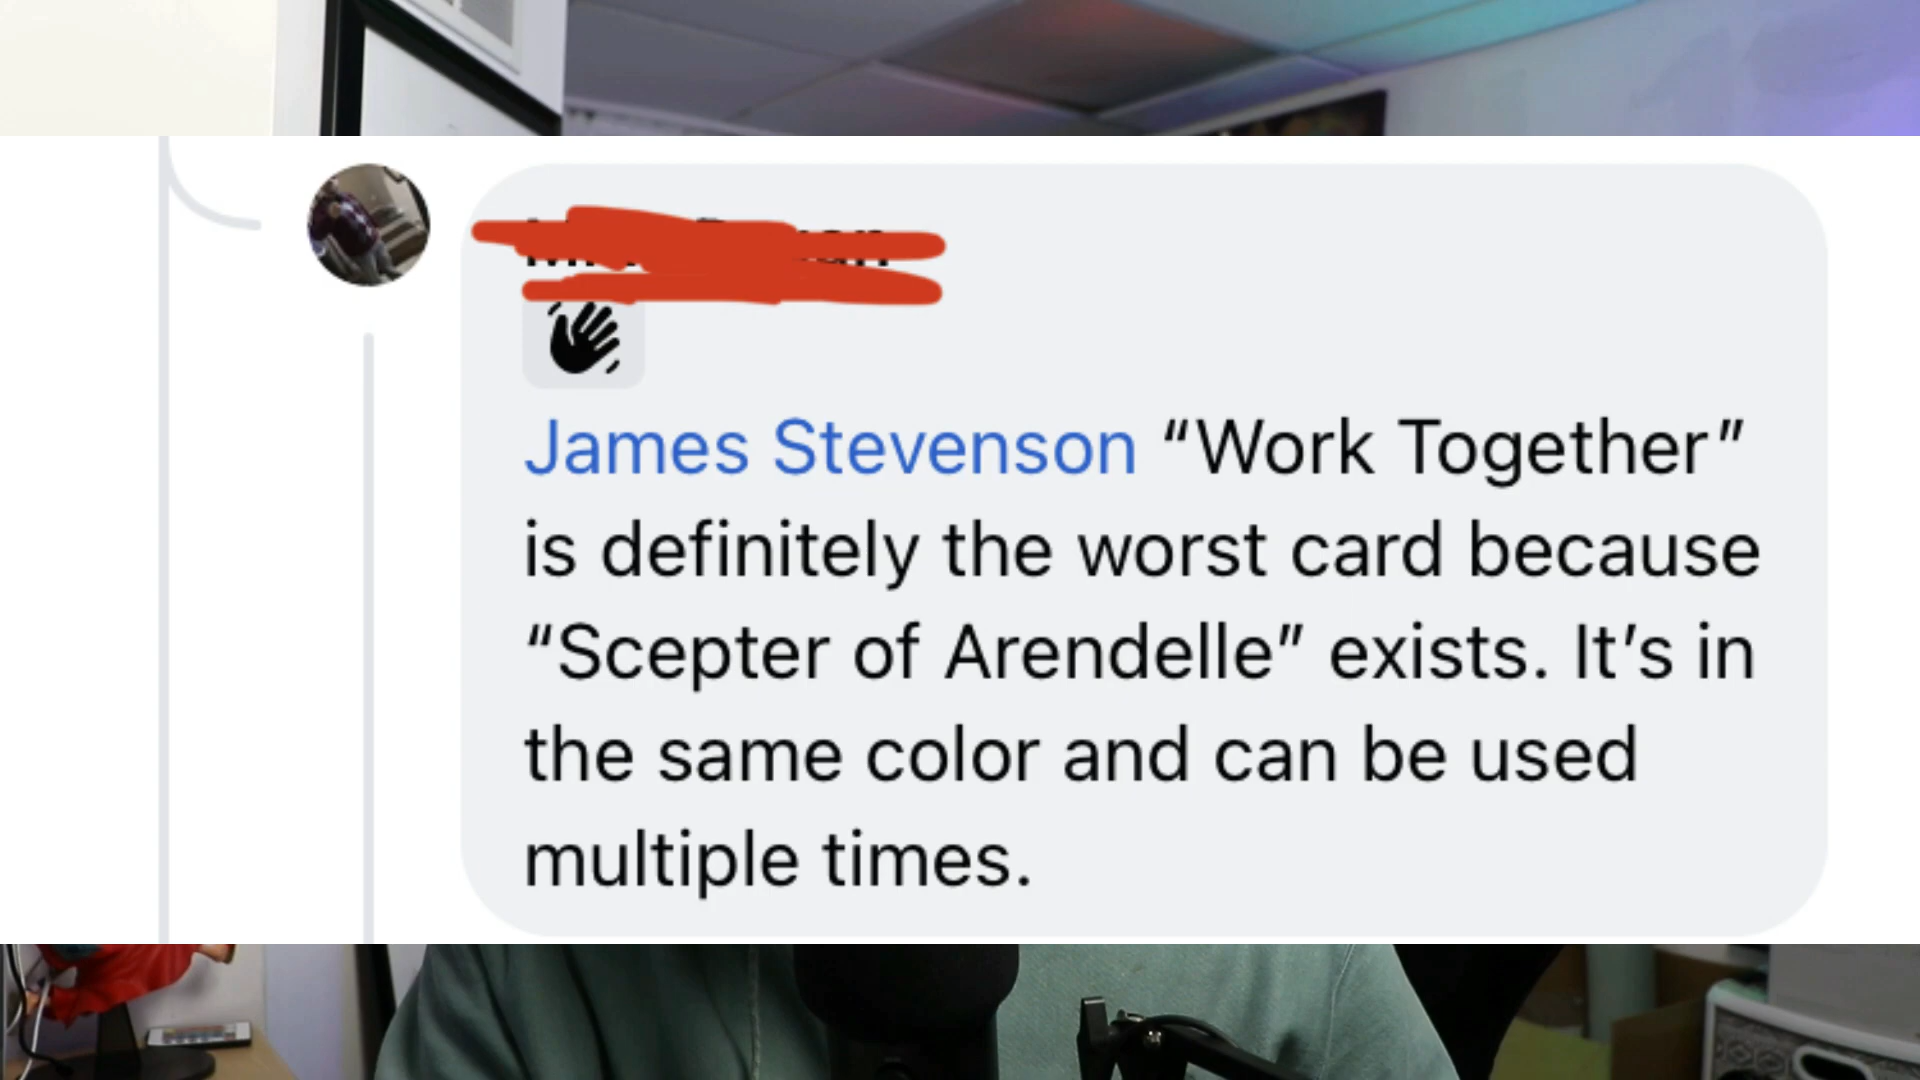 James Stevenson “Work Together”
is definitely the worst card because
“Scepter of Arendelle” exists. It’s in
the same color and can be used
multiple times.